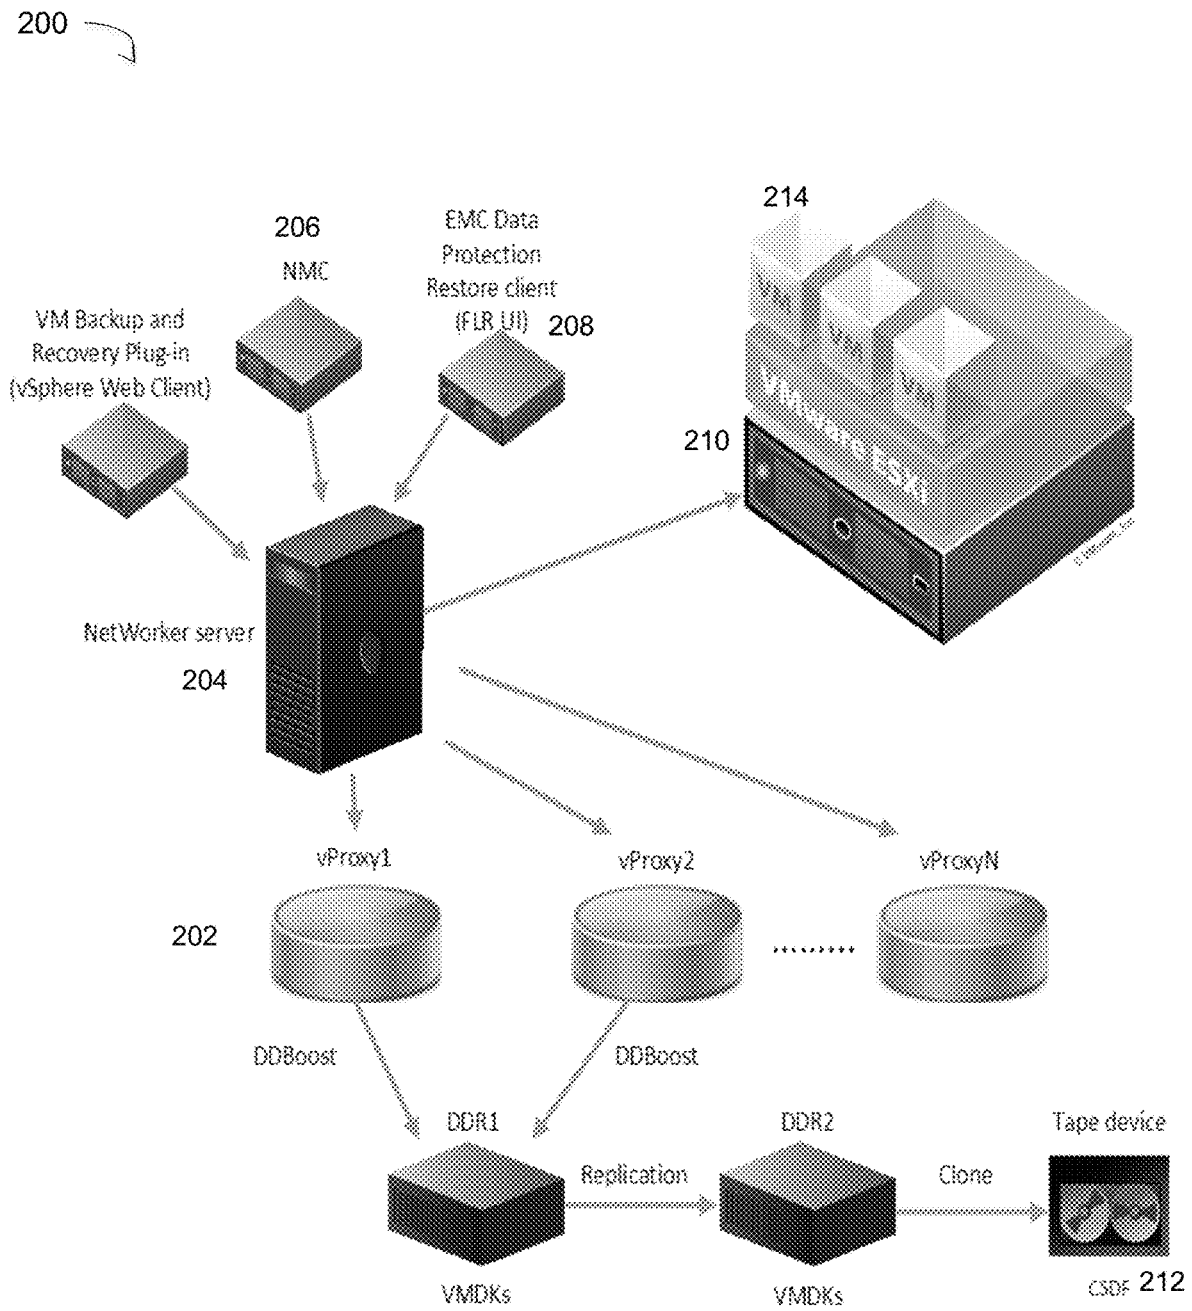 200
214
206
NMC
EMC Data
Protection
Restore client
(FLR UI)
208
VM Backup and
Recovery Plug-in
(vSphere Web Client)
VM
VM
VM
VMware ESXi
210
NetWorker server
204
vProxy1
vProxy2
vProxyN
202
DDBoost
DDBoost
DDR1
DDR2
Tape device
Replication
Clone
VMDKs
VMDKs
CSDF
212